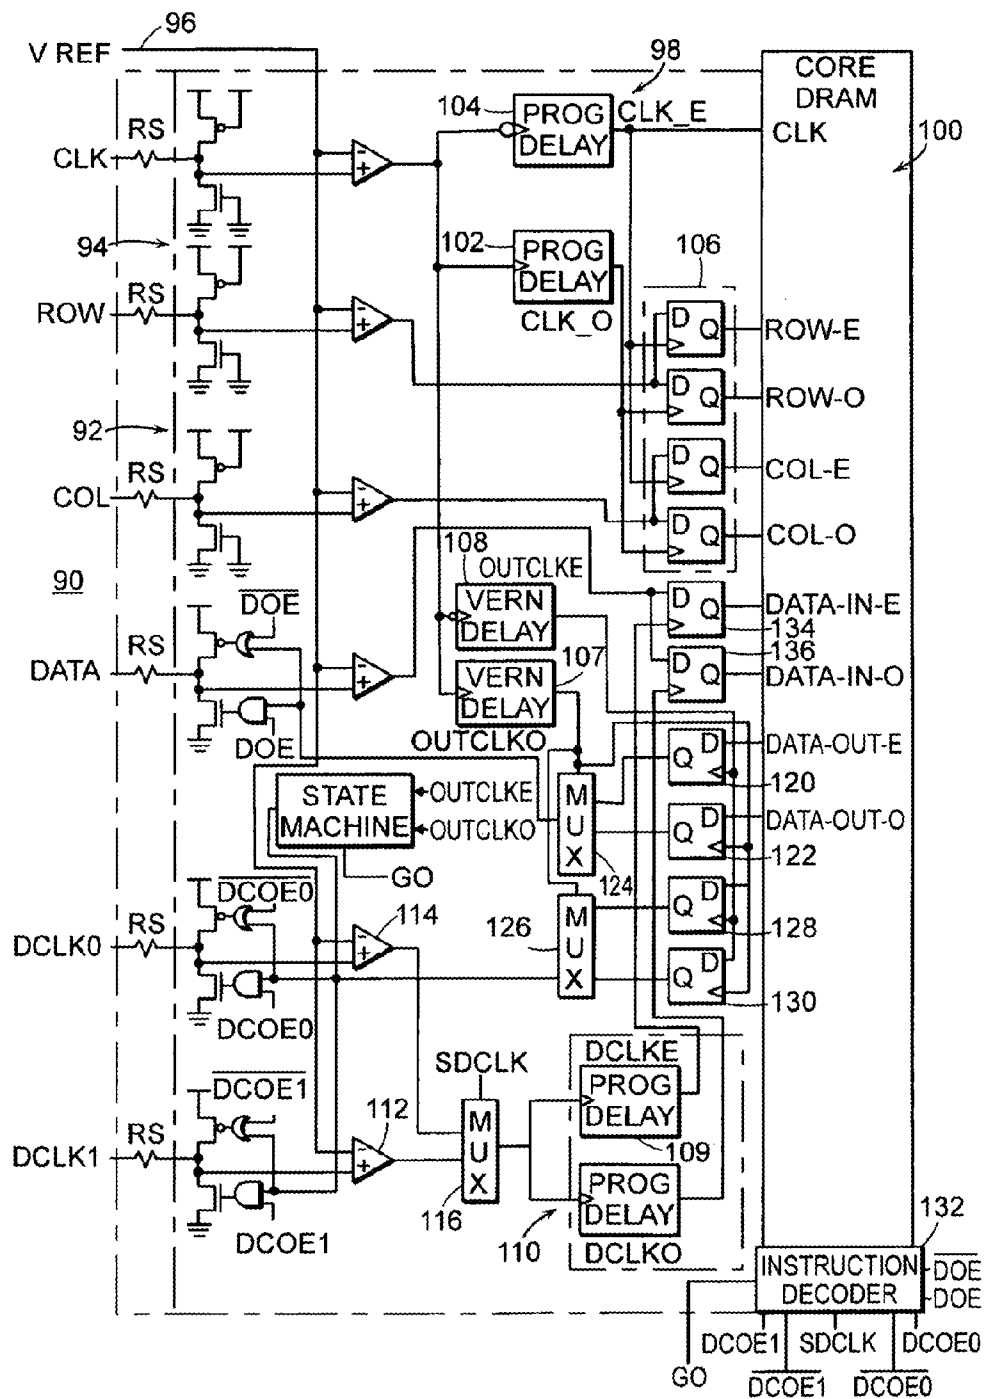 96
V REF
98
CORE
DRAM
104
PROG
DELAY
CLK_E
CLK
100
RS
CLK
94
102
PROG
DELAY
CLK_O
106
RS
ROW
D
Q
ROW-E
D
Q
ROW-O
92
RS
COL
D
Q
COL-E
D
Q
COL-O
90
108
OUTCLKE
VERN
DELAY
D
Q
DATA-IN-E
134
DOE
RS
DATA
107
VERN
DELAY
136
D
Q
DATA-IN-O
DOE
OUTCLKO
D
Q
DATA-OUT-E
120
STATE
MACHINE
OUTCLKE
OUTCLKO
MUX
124
D
Q
DATA-OUT-O
122
GO
DCOE0
114
RS
DCLK0
126
MUX
D
Q
128
D
Q
130
DCOE0
SDCLK
DCLKE
PROG
DELAY
109
DCOE1
112
RS
DCLK1
MUX
116
PROG
DELAY
110
DCLKO
DCOE1
132
INSTRUCTION
DECODER
DOE
DOE
GO
DCOE1
SDCLK
DCOE0
DCOE1
DCOE0
- +
- +
- +
- +
- +
- +